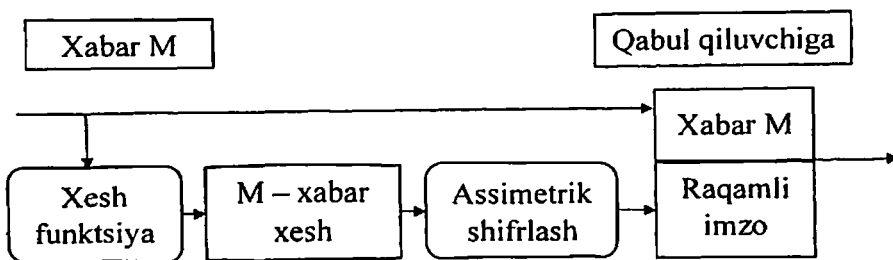 Xabar M
Qabul qiluvchiga
Xabar M
Xesh
funktsiya
M – xabar
xesh
Assimetrik
shifrlash
Raqamli
imzo